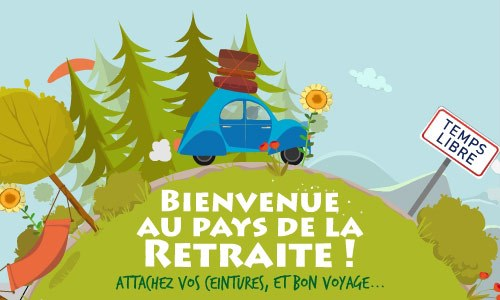 TEMPS
LIBRE
BIENVENUE
AU PAYS DE LA
RETRAITE !
ATTACHEZ VOS CEINTURES, ET BON VOYAGE...